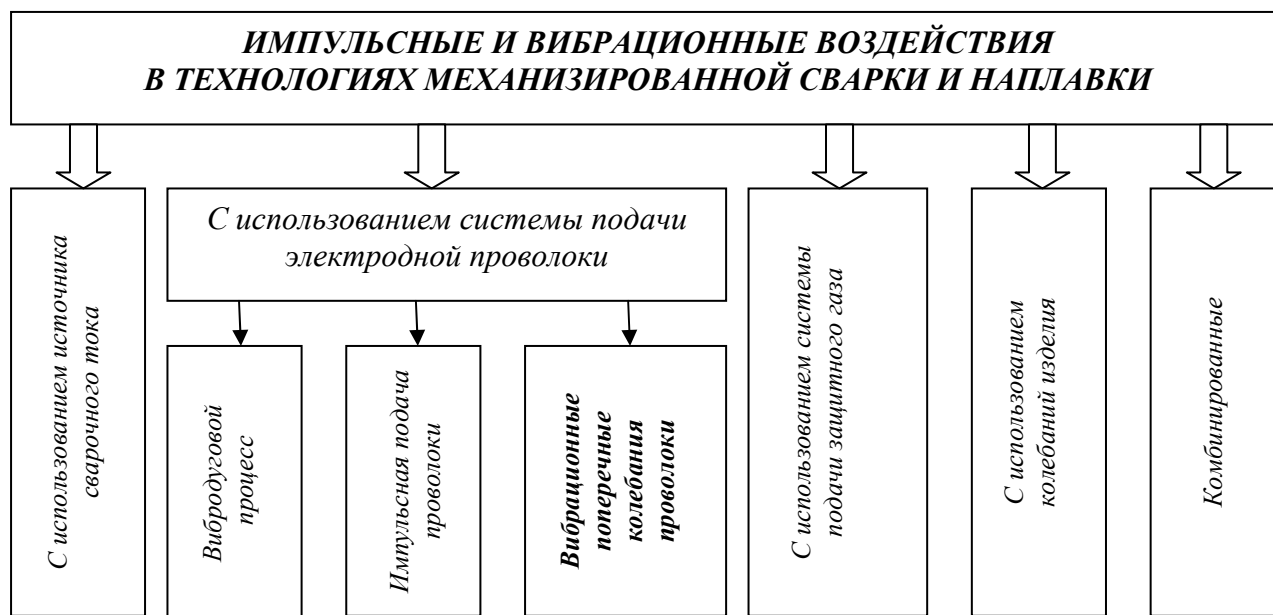 ИМПУЛЬСНЫЕ И ВИБРАЦИОННЫЕ ВОЗДЕЙСТВИЯ
В ТЕХНОЛОГИЯХ МЕХАНИЗИРОВАННОЙ СВАРКИ И НАПЛАВКИ
С использованием источника
сварочного тока
С использованием системы подачи
электродной проволоки
Вибродуговой
процесс
Импульсная подача
проволоки
Вибрационные
поперечные
колебания
проволоки
С использованием системы
подачи защитного газа
С использованием
колебаний изделия
Комбинированные